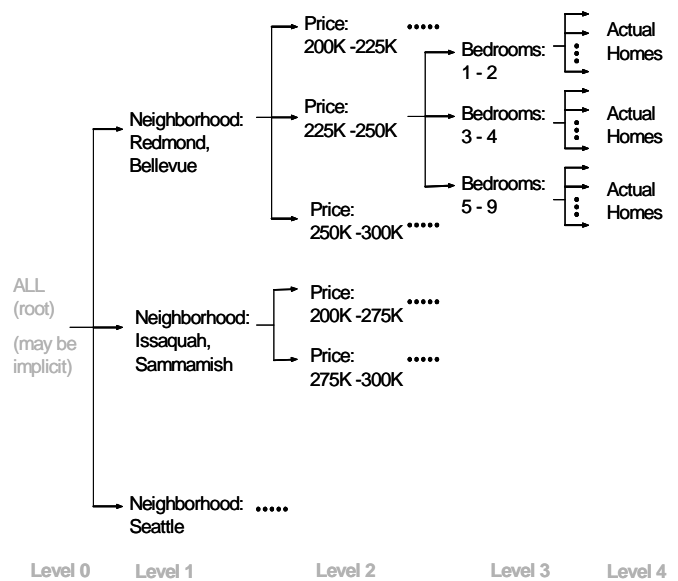 Price:
200K -225K
Bedrooms:
1 - 2
Actual
Homes
Neighborhood:
Redmond,
Bellevue
Price:
225K -250K
Bedrooms:
3 - 4
Actual
Homes
Price:
250K -300K
Bedrooms:
5 - 9
Actual
Homes
ALL
(root)
(may be
implicit)
Neighborhood:
Issaquah,
Sammamish
Price:
200K -275K
Price:
275K -300K
Neighborhood:
Seattle
Level 0
Level 1
Level 2
Level 3
Level 4